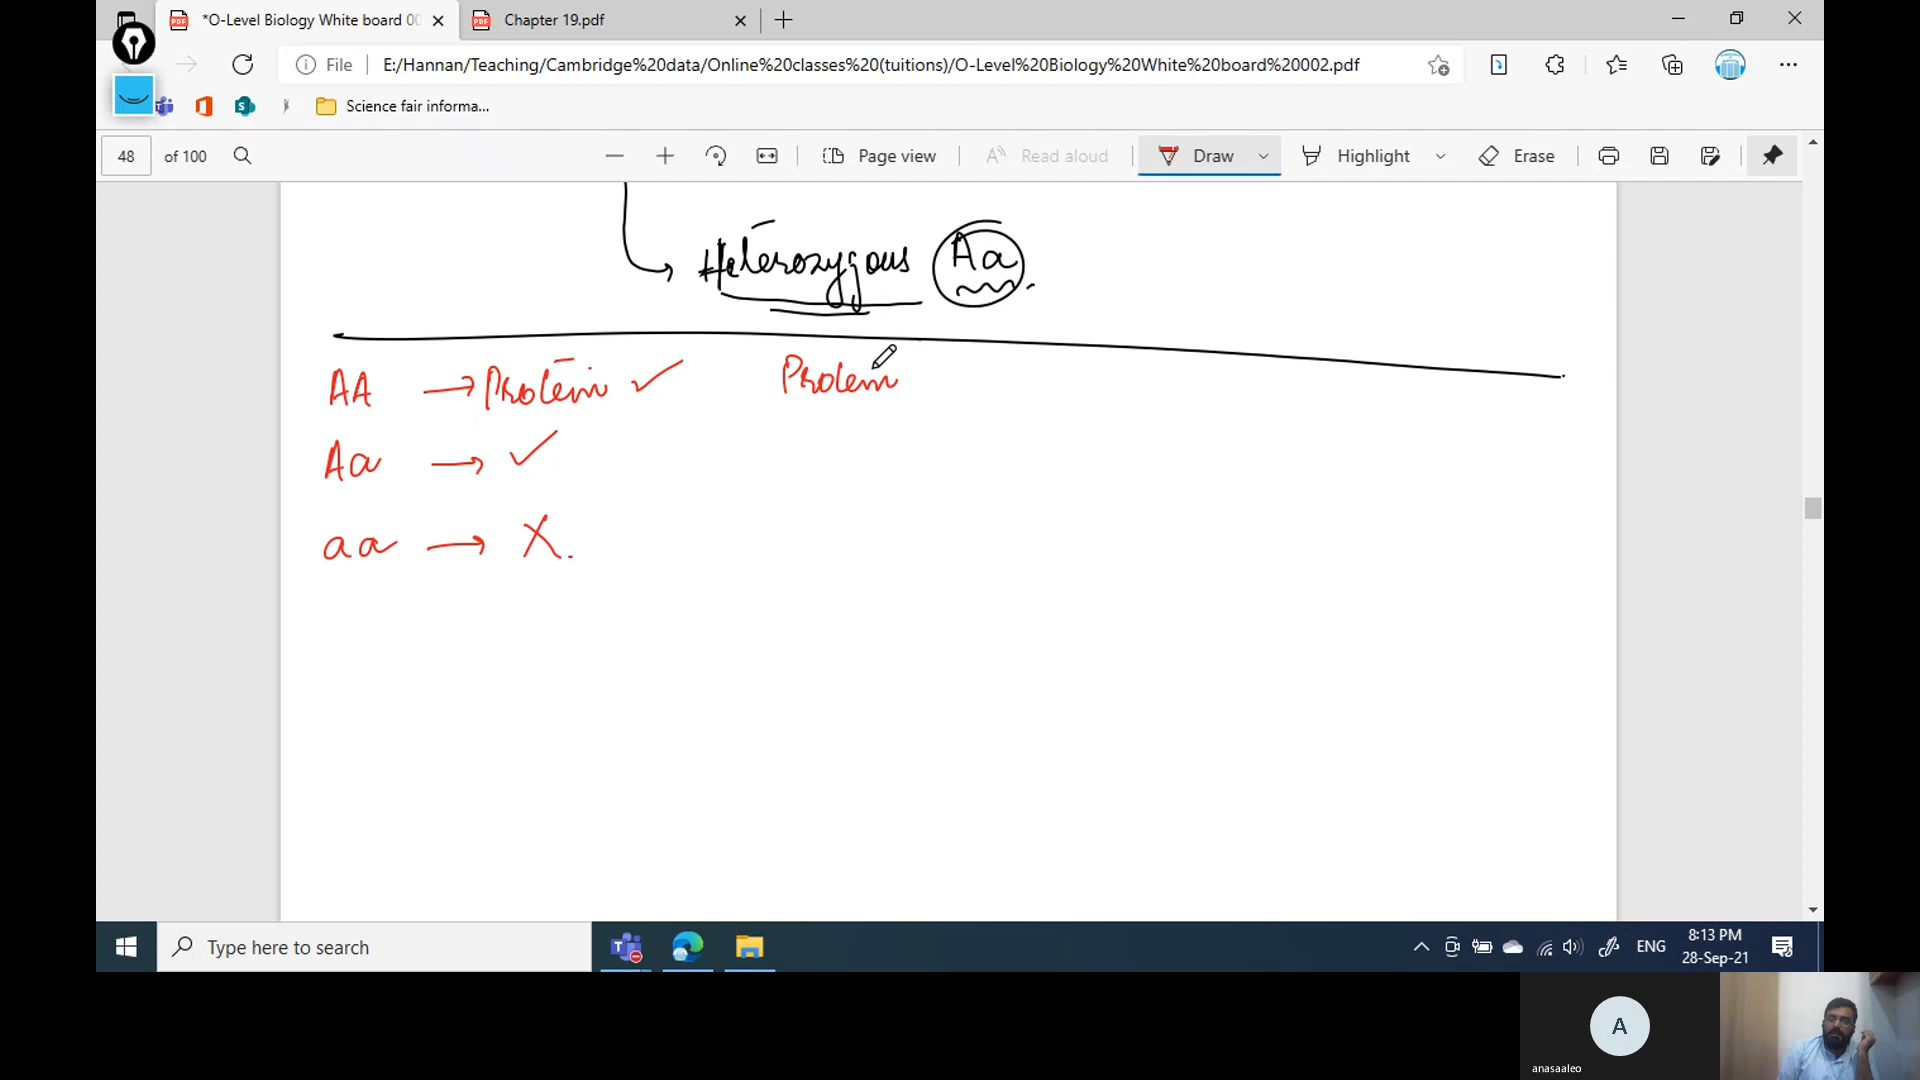 *O-Level Biology White board 00
Chapter 19.pdf
File E:/Hannan/Teaching/Cambridge%20data/Online%20classes%20(tuitions)/O-Level%20Biology%20White%20board%20002.pdf
Science fair informa...
48 of 100 Page view Read aloud Draw Highlight Erase
Heterozygous Aa
AA → Protein ✓ Protein
Aa → ✓
aa → X.
Type here to search
ENG
8:13 PM
28-Sep-21
A
anasaaleo